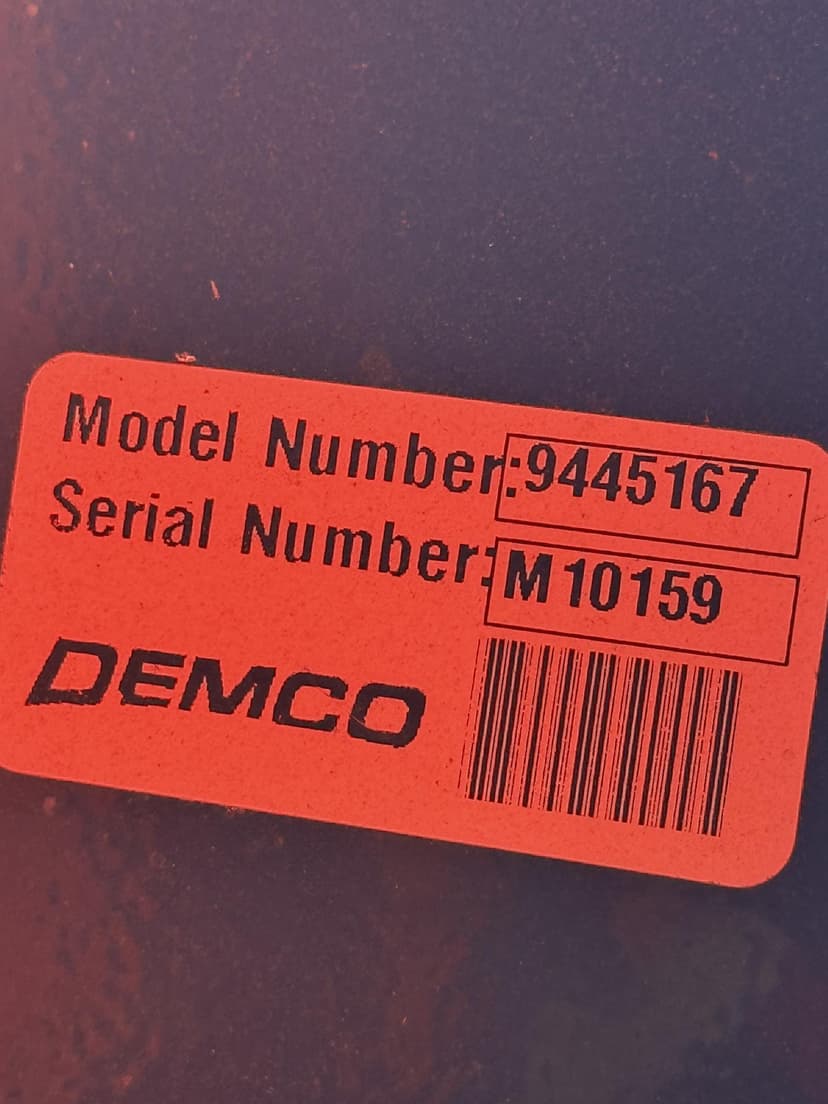 Model Number:9445167
Serial Number:M10159
DEMCO